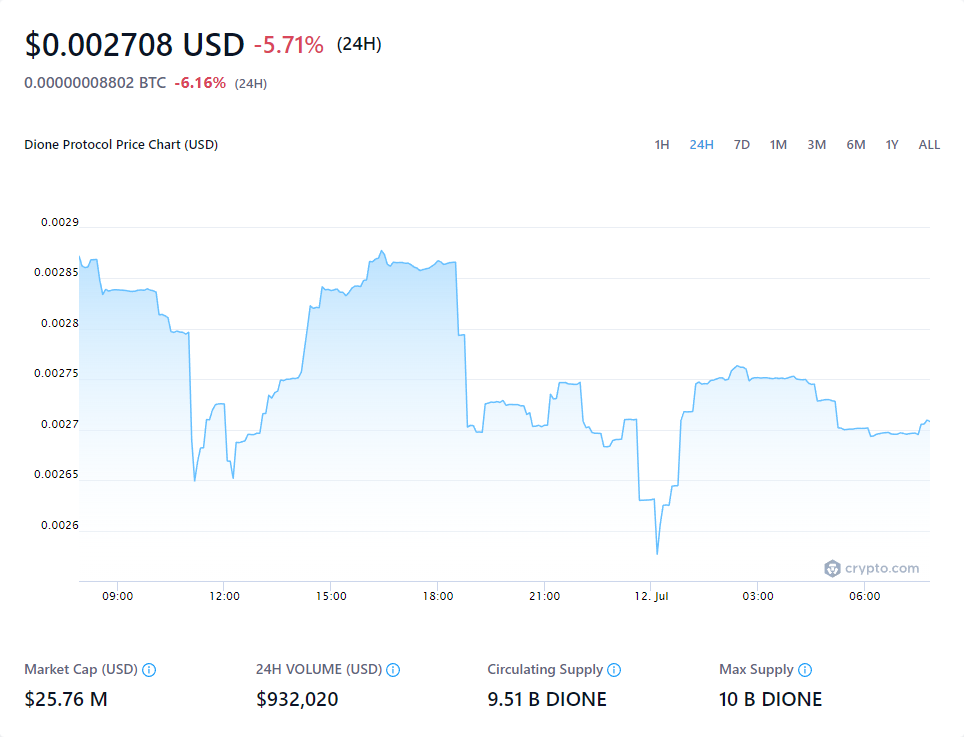 $0.002708 USD -5.71% (24H)
0.00000008802 BTC -6.16% (24H)
Dione Protocol Price Chart (USD)
1H 24H 7D 1M 3M 6M 1Y ALL
0.0029
0.00285
0.0028
0.00275
0.0027
0.00265
0.0026
crypto.com
09:00 12:00 15:00 18:00 21:00 12. Jul 03:00 06:00
Market Cap (USD) 24H VOLUME (USD) Circulating Supply Max Supply
$25.76 M $932,020 9.51 B DIONE 10 B DIONE